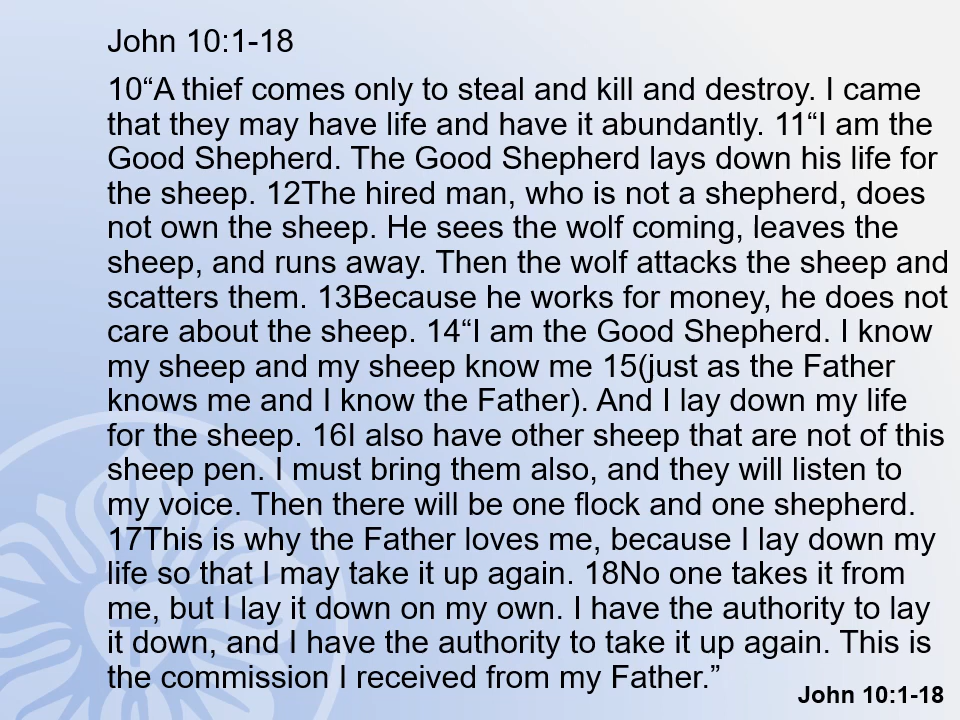 John 10:1-18
10“A thief comes only to steal and kill and destroy. I came
that they may have life and have it abundantly. 11“I am the
Good Shepherd. The Good Shepherd lays down his life for
the sheep. 12The hired man, who is not a shepherd, does
not own the sheep. He sees the wolf coming, leaves the
sheep, and runs away. Then the wolf attacks the sheep and
scatters them. 13Because he works for money, he does not
care about the sheep. 14“I am the Good Shepherd. I know
my sheep and my sheep know me 15(just as the Father
knows me and I know the Father). And I lay down my life
for the sheep. 16I also have other sheep that are not of this
sheep pen. I must bring them also, and they will listen to
my voice. Then there will be one flock and one shepherd.
17This is why the Father loves me, because I lay down my
life so that I may take it up again. 18No one takes it from
me, but I lay it down on my own. I have the authority to lay
it down, and I have the authority to take it up again. This is
the commission I received from my Father.”
John 10:1-18